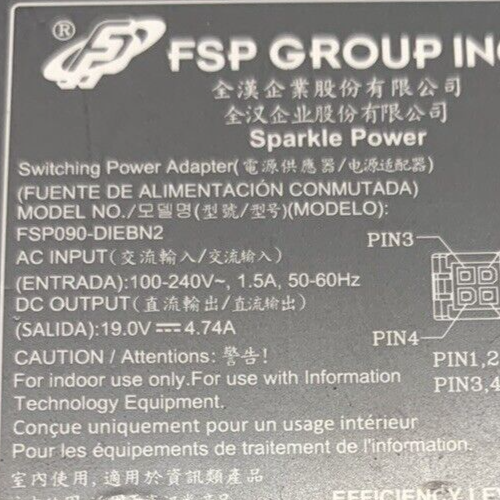 ® FSP GROUP INC
全漢企業股份有限公司
全汉企业股份有限公司
Sparkle Power
Switching Power Adapter(電源供應器/电源适配器)
(FUENTE DE ALIMENTACIÓN CONMUTADA)
MODEL NO./모델명(型號/型号)(MODELO):
FSP090-DIEBN2
AC INPUT(交流輸入/交流输入)
(ENTRADA):100-240V~, 1.5A, 50-60Hz
DC OUTPUT(直流輸出/直流输出)
(SALIDA):19.0V⎓4.74A
PIN3
PIN4
PIN1,2
PIN3,4
CAUTION / Attentions: 警告!
For indoor use only.For use with Information
Technology Equipment.
Conçue uniquement pour un usage intérieur
Pour les équipements de traitement de l'information.
室內使用, 適用於資訊類產品
EFFICIENCY LE